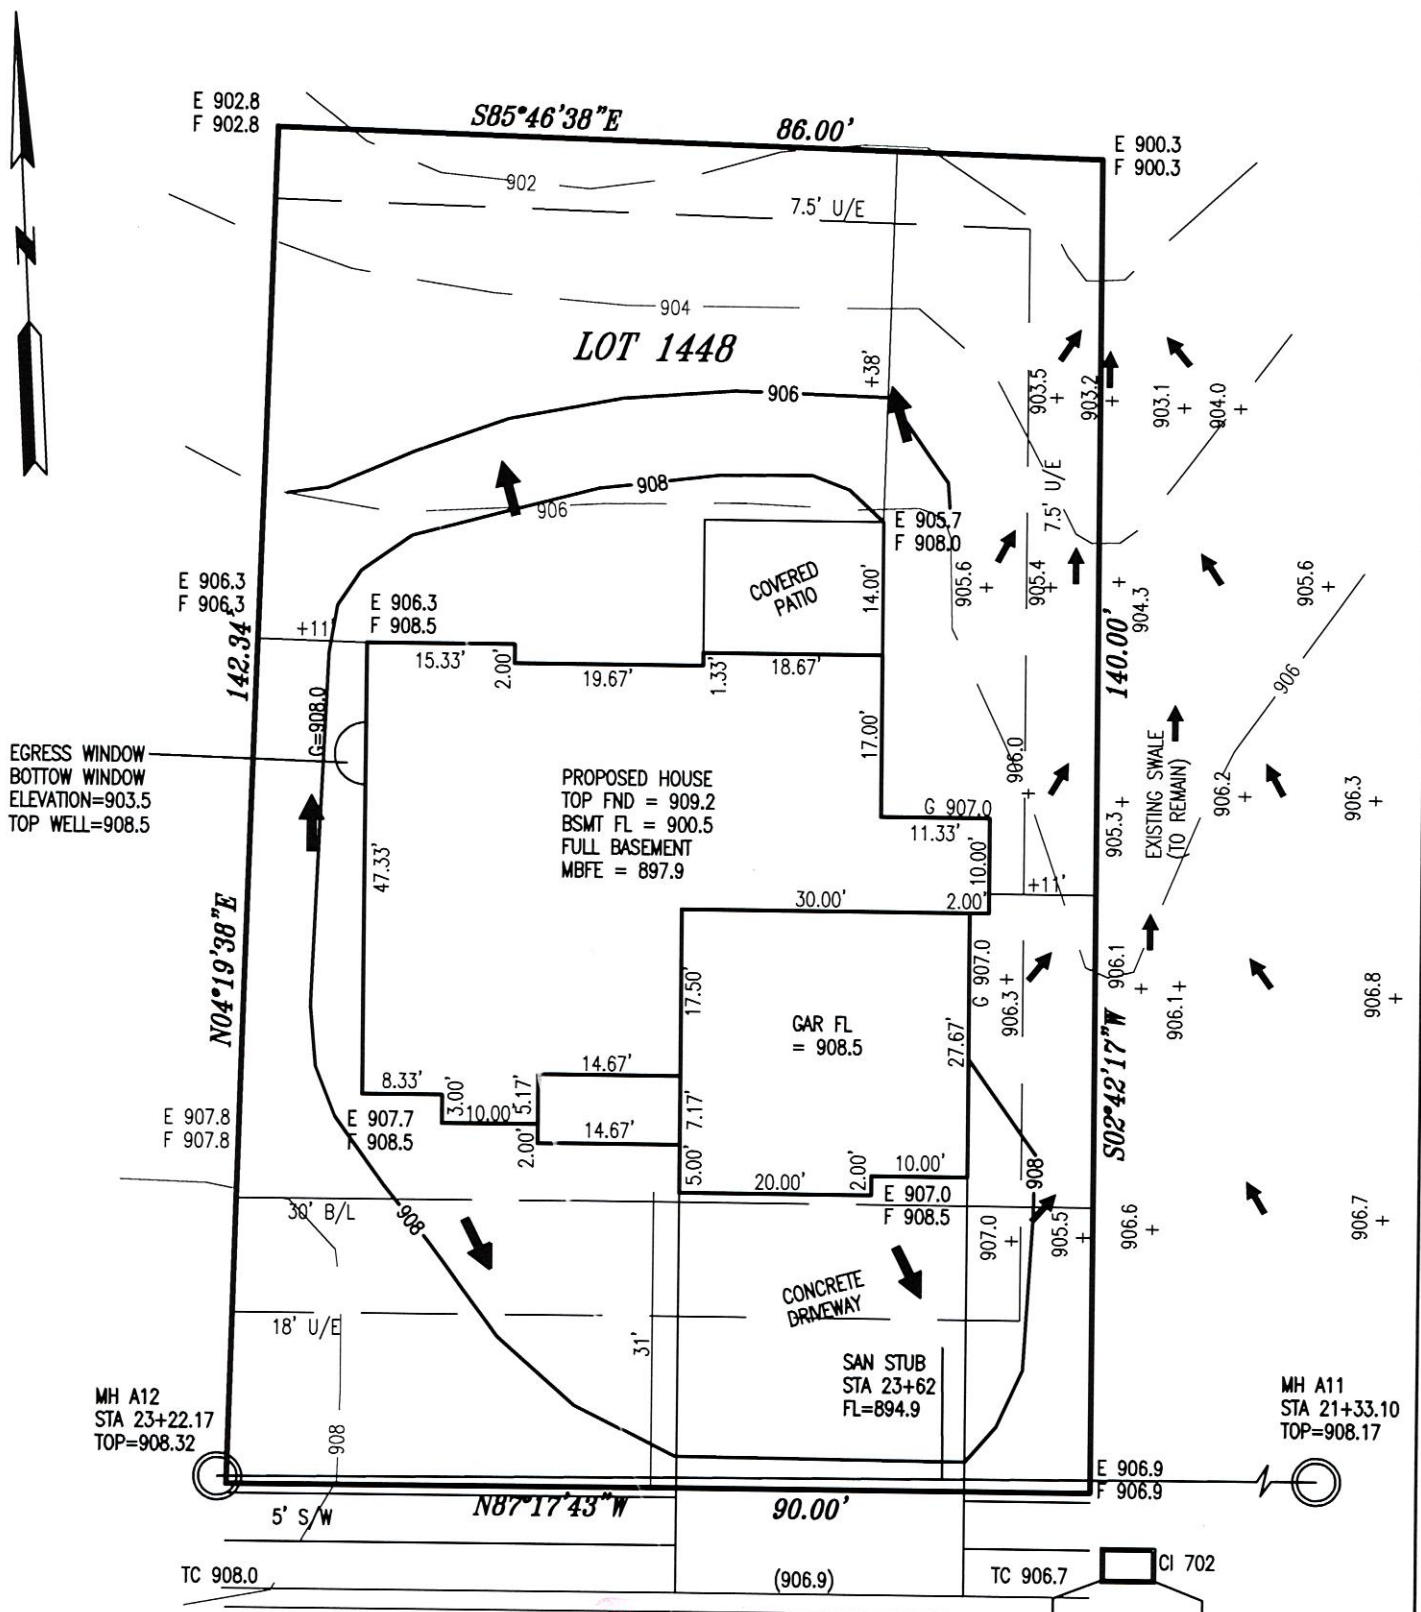 N
E 902.8
F 902.8
S85°46'38"E
86.00'
E 900.3
F 900.3
902
7.5' U/E
904
LOT 1448
+38'
906
908
906
903.5
903.2
903.1
904.0
7.5' U/E
E 905.7
F 908.0
COVERED
PATIO
14.00'
905.6
905.4
904.3
905.6
E 906.3
F 906.3
E 906.3
F 908.5
142.34'
+11'
15.33'
2.00'
19.67'
1.33'
18.67'
140.00'
906
G=908.0
17.00'
906.0
EGRESS WINDOW
BOTTOW WINDOW
ELEVATION=903.5
TOP WELL=908.5
PROPOSED HOUSE
TOP FND = 909.2
BSMT FL = 900.5
FULL BASEMENT
MBFE = 897.9
G 907.0
11.33'
10.00'
905.3
EXISTING SWALE
(TO REMAIN)
906.2
906.3
47.33'
30.00'
2.00'
+11'
N04°19'38"E
17.50'
GAR FL
= 908.5
G 907.0
906.3
27.67'
906.1
906.1
906.8
S02°42'17"W
14.67'
8.33'
3.00'
10.00'
5.17'
7.17'
E 907.8
F 907.8
E 907.7
F 908.5
2.00'
14.67'
5.00'
20.00'
2.00'
10.00'
908
E 907.0
F 908.5
30' B/L
908
907.0
905.5
906.6
906.7
CONCRETE
DRIVEWAY
18' U/E
31'
SAN STUB
STA 23+62
FL=894.9
MH A12
STA 23+22.17
TOP=908.32
908
MH A11
STA 21+33.10
TOP=908.17
E 906.9
F 906.9
5' S/W
N87°17'43"W
90.00'
TC 908.0
(906.9)
TC 906.7
CI 702